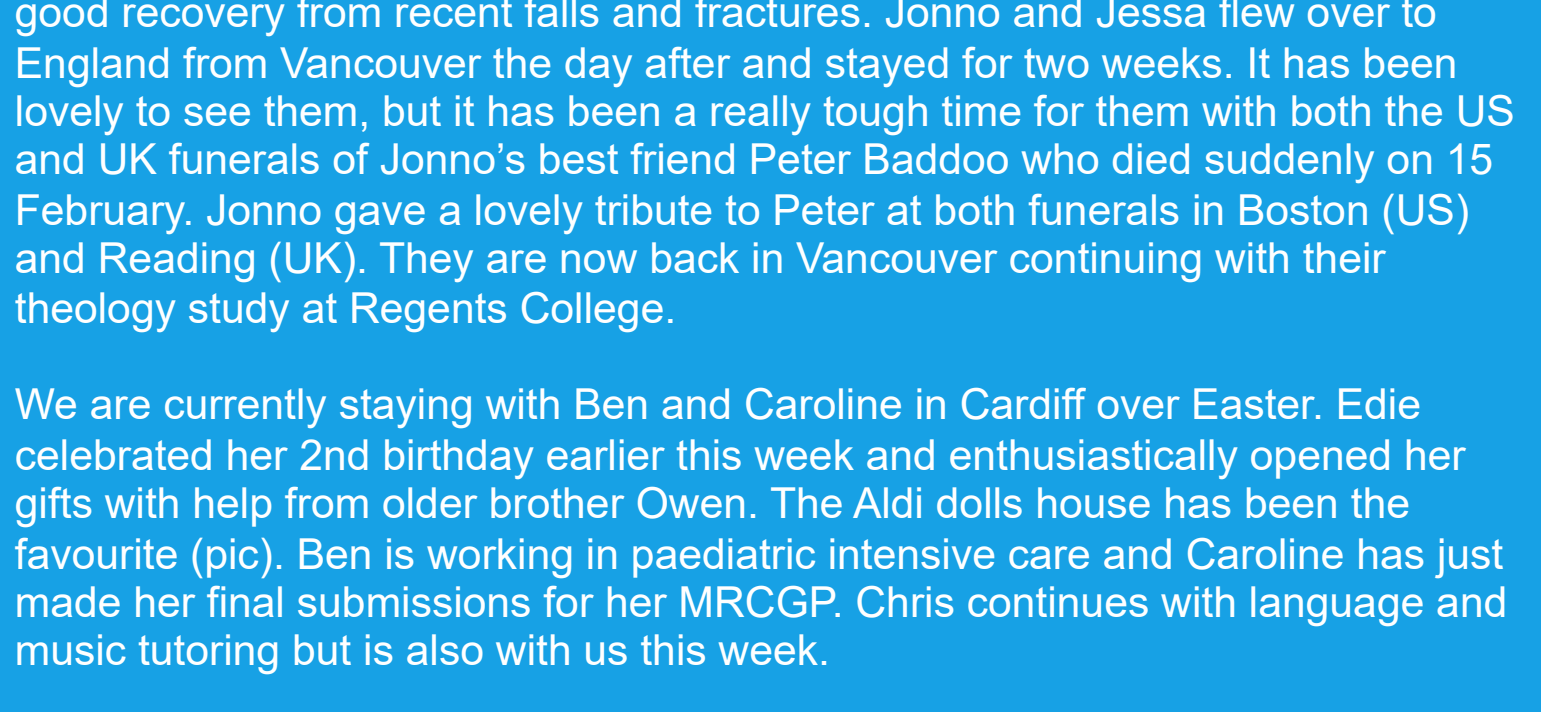 good recovery from recent falls and fractures. Jonno and Jessa flew over to
England from Vancouver the day after and stayed for two weeks. It has been
lovely to see them, but it has been a really tough time for them with both the US
and UK funerals of Jonno’s best friend Peter Baddoo who died suddenly on 15
February. Jonno gave a lovely tribute to Peter at both funerals in Boston (US)
and Reading (UK). They are now back in Vancouver continuing with their
theology study at Regents College.

We are currently staying with Ben and Caroline in Cardiff over Easter. Edie
celebrated her 2nd birthday earlier this week and enthusiastically opened her
gifts with help from older brother Owen. The Aldi dolls house has been the
favourite (pic). Ben is working in paediatric intensive care and Caroline has just
made her final submissions for her MRCGP. Chris continues with language and
music tutoring but is also with us this week.